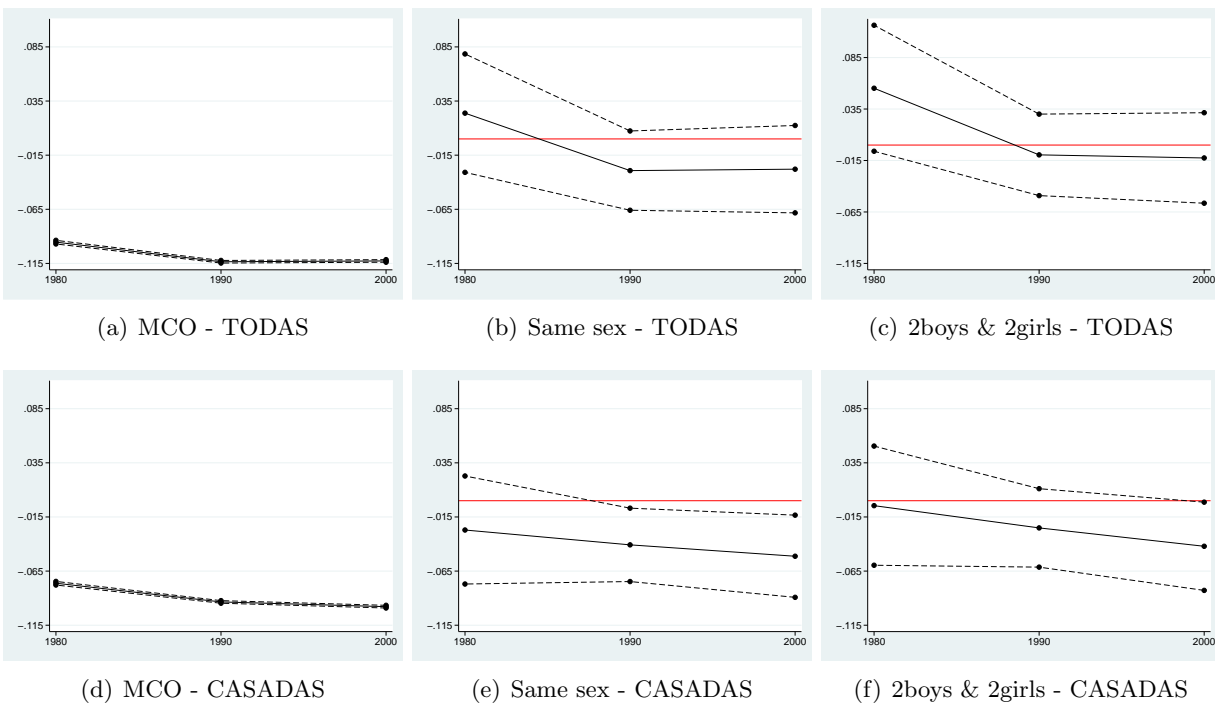 .085
.035
−.015
−.065
−.115
1980 1990 2000
(a) MCO - TODAS
.085
.035
−.015
−.065
−.115
1980 1990 2000
(b) Same sex - TODAS
.085
.035
−.015
−.065
−.115
1980 1990 2000
(c) 2boys & 2girls - TODAS
.085
.035
−.015
−.065
−.115
1980 1990 2000
(d) MCO - CASADAS
.085
.035
−.015
−.065
−.115
1980 1990 2000
(e) Same sex - CASADAS
.085
.035
−.015
−.065
−.115
1980 1990 2000
(f) 2boys & 2girls - CASADAS